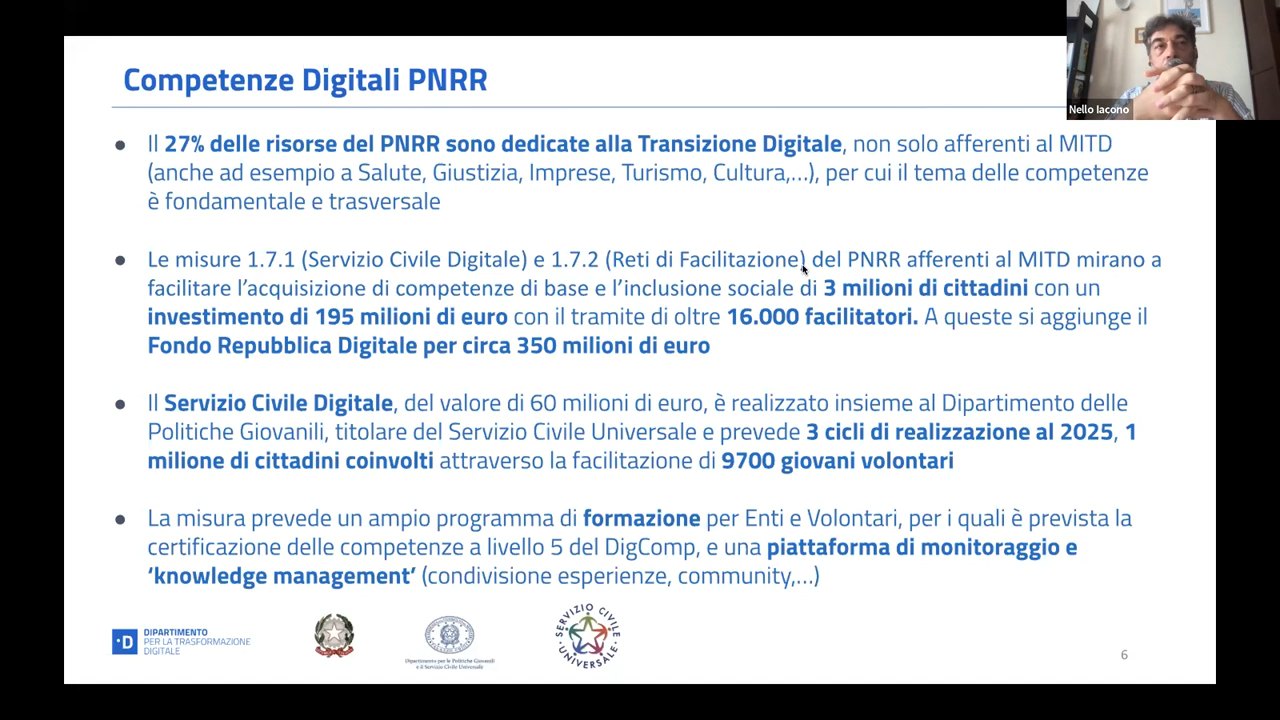 Competenze Digitali PNRR
Nello Iacono
● Il 27% delle risorse del PNRR sono dedicate alla Transizione Digitale, non solo afferenti al MITD
(anche ad esempio a Salute, Giustizia, Imprese, Turismo, Cultura,...), per cui il tema delle competenze
è fondamentale e trasversale
● Le misure 1.7.1 (Servizio Civile Digitale) e 1.7.2 (Reti di Facilitazione) del PNRR afferenti al MITD mirano a
facilitare l’acquisizione di competenze di base e l’inclusione sociale di 3 milioni di cittadini con un
investimento di 195 milioni di euro con il tramite di oltre 16.000 facilitatori. A queste si aggiunge il
Fondo Repubblica Digitale per circa 350 milioni di euro
● Il Servizio Civile Digitale, del valore di 60 milioni di euro, è realizzato insieme al Dipartimento delle
Politiche Giovanili, titolare del Servizio Civile Universale e prevede 3 cicli di realizzazione al 2025, 1
milione di cittadini coinvolti attraverso la facilitazione di 9700 giovani volontari
● La misura prevede un ampio programma di formazione per Enti e Volontari, per i quali è prevista la
certificazione delle competenze a livello 5 del DigComp, e una piattaforma di monitoraggio e
‘knowledge management’ (condivisione esperienze, community,...)
·D
DIPARTIMENTO
PER LA TRASFORMAZIONE
DIGITALE
Dipartimento per le Politiche Giovanili
e il Servizio Civile Universale
SERVIZIO CIVILE
UNIVERSALE
6